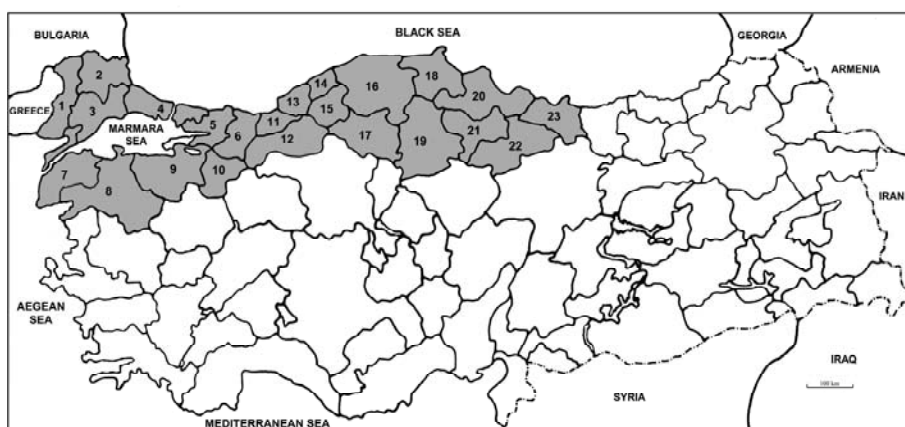 BULGARIA
BLACK SEA
GEORGIA
ARMENIA
GREECE
MARMARA
SEA
IRAN
AEGEAN
SEA
IRAQ
SYRIA
MEDITERRANEAN SEA
100 km
1
2
3
4
5
6
7
8
9
10
11
12
13
14
15
16
17
18
19
20
21
22
23